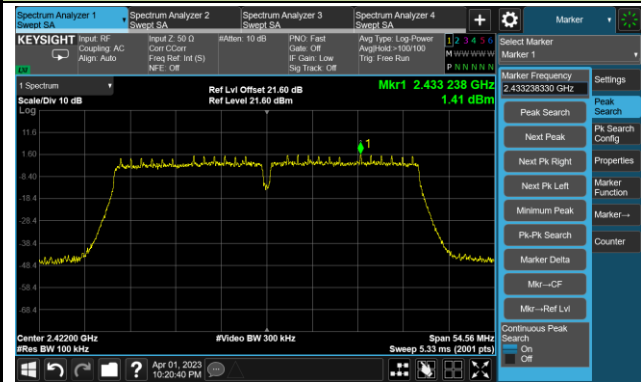 Spectrum Analyzer 1
Swept SA
Spectrum Analyzer 2
Swept SA
Spectrum Analyzer 3
Swept SA
Spectrum Analyzer 4
Swept SA
Marker
KEYSIGHT
Input: RF
Coupling: AC
Align: Auto
Input Z: 50 Ω
Corr CCorr
Freq Ref: Int (S)
NFE: Off
#Atten: 10 dB
PNO: Fast
Gate: Off
IF Gain: Low
Sig Track: Off
Avg Type: Log-Power
Avg|Hold:>100/100
Trig: Free Run
1 2 3 4 5 6
M W W W W W
P N N N N N
Select Marker
Marker 1
1 Spectrum
Scale/Div 10 dB
Log
Ref Lvl Offset 21.60 dB
Ref Level 21.60 dBm
Mkr1 2.433 238 GHz
1.41 dBm
1
11.6
1.60
-8.40
-18.4
-28.4
-38.4
-48.4
-58.4
-68.4
Center 2.42200 GHz
#Res BW 100 kHz
#Video BW 300 kHz
Span 54.56 MHz
Sweep 5.33 ms (2001 pts)
Marker Frequency
2.433238330 GHz
Peak Search
Next Peak
Next Pk Right
Next Pk Left
Minimum Peak
Pk-Pk Search
Marker Delta
Mkr→CF
Mkr→Ref Lvl
Continuous Peak
Search
On
Off
Settings
Peak
Search
Pk Search
Config
Properties
Marker
Function
Marker→
Counter
Apr 01, 2023
10:20:40 PM